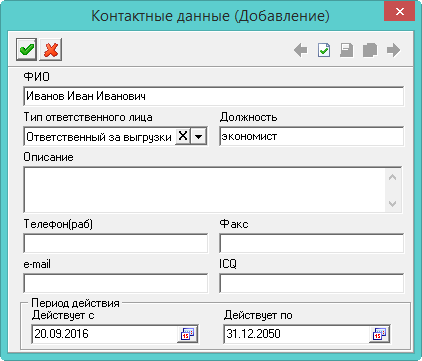 Контактные данные (Добавление)
ФИО
Иванов Иван Иванович
Тип ответственного лица Должность
Ответственный за выгрузки экономист
Описание
Телефон(раб) Факс
e-mail ICQ
Период действия
Действует с Действует по
20.09.2016 31.12.2050